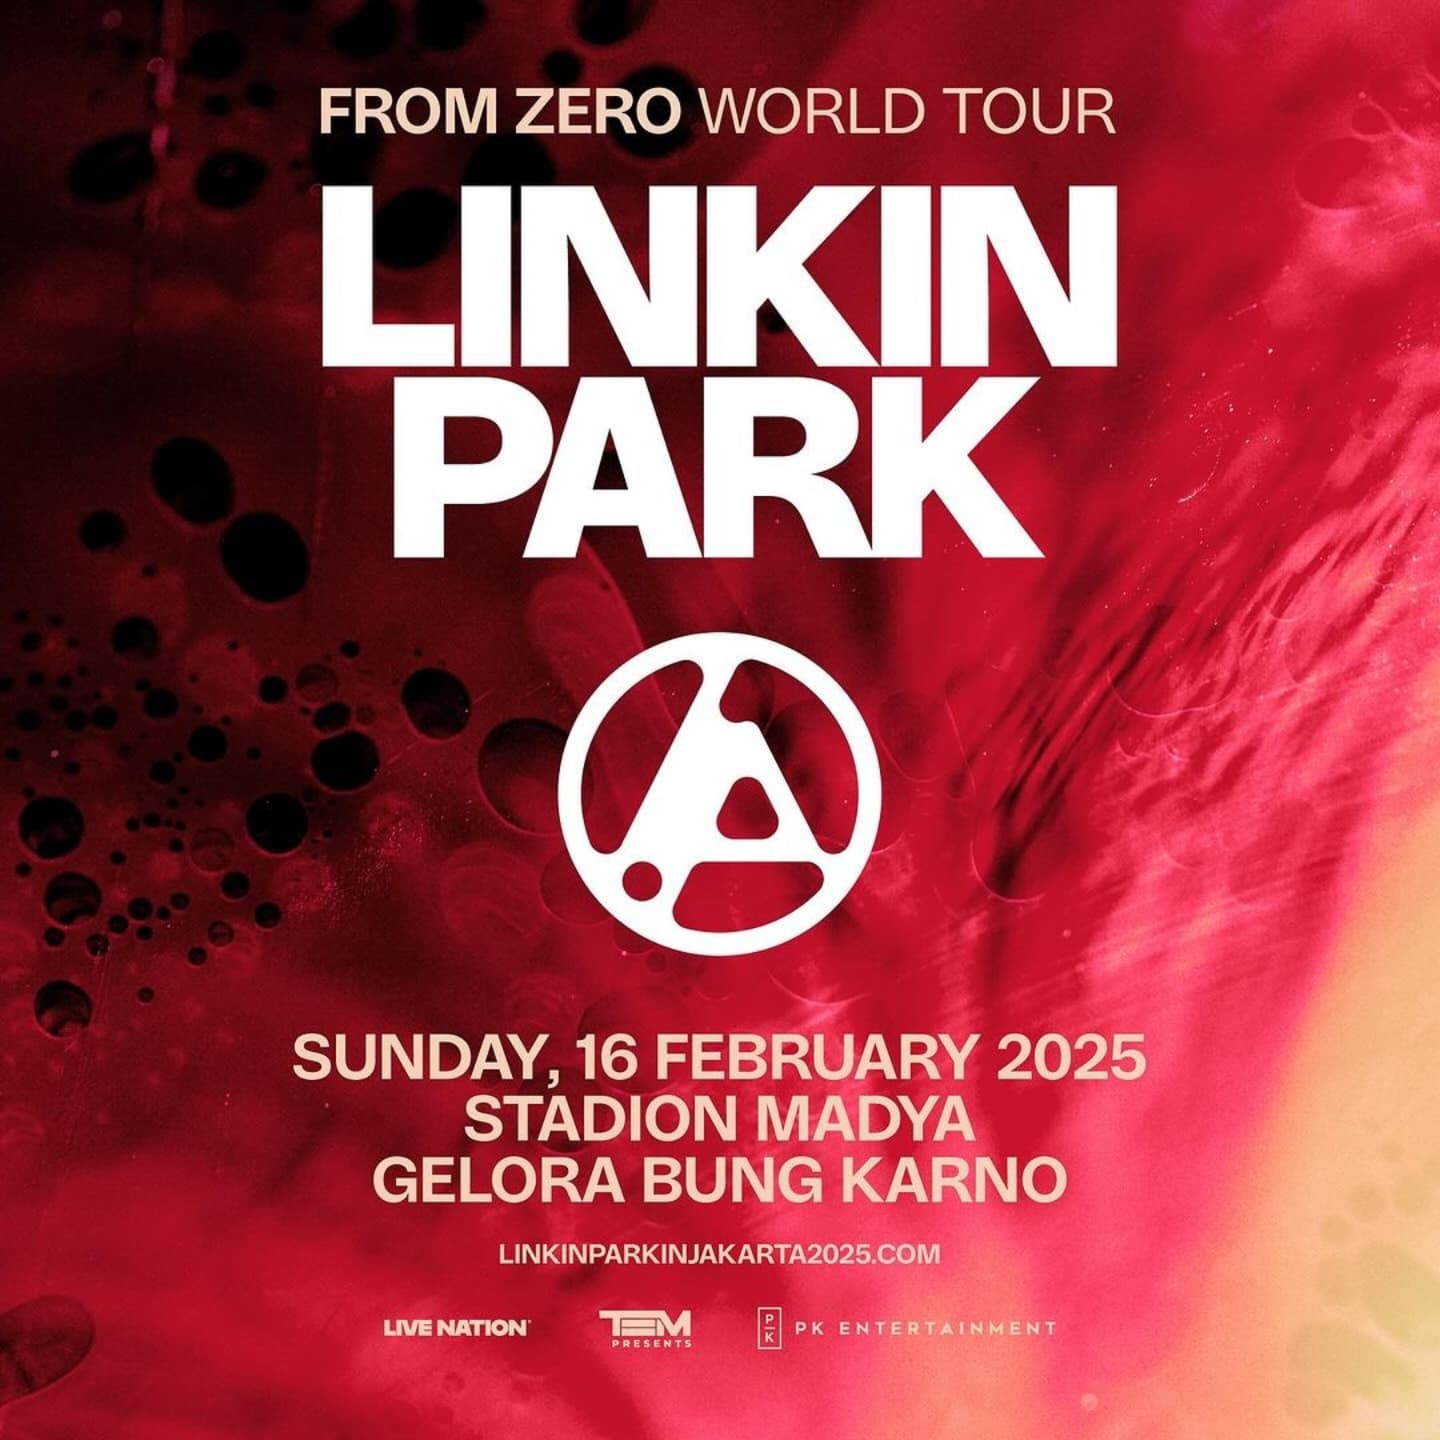 FROM ZERO WORLD TOUR
LINKIN
PARK
SUNDAY, 16 FEBRUARY 2025
STADION MADYA
GELORA BUNG KARNO
LINKINPARKINJAKARTA2025.COM
LIVE NATION
TEM
PRESENTS
PK
PK ENTERTAINMENT